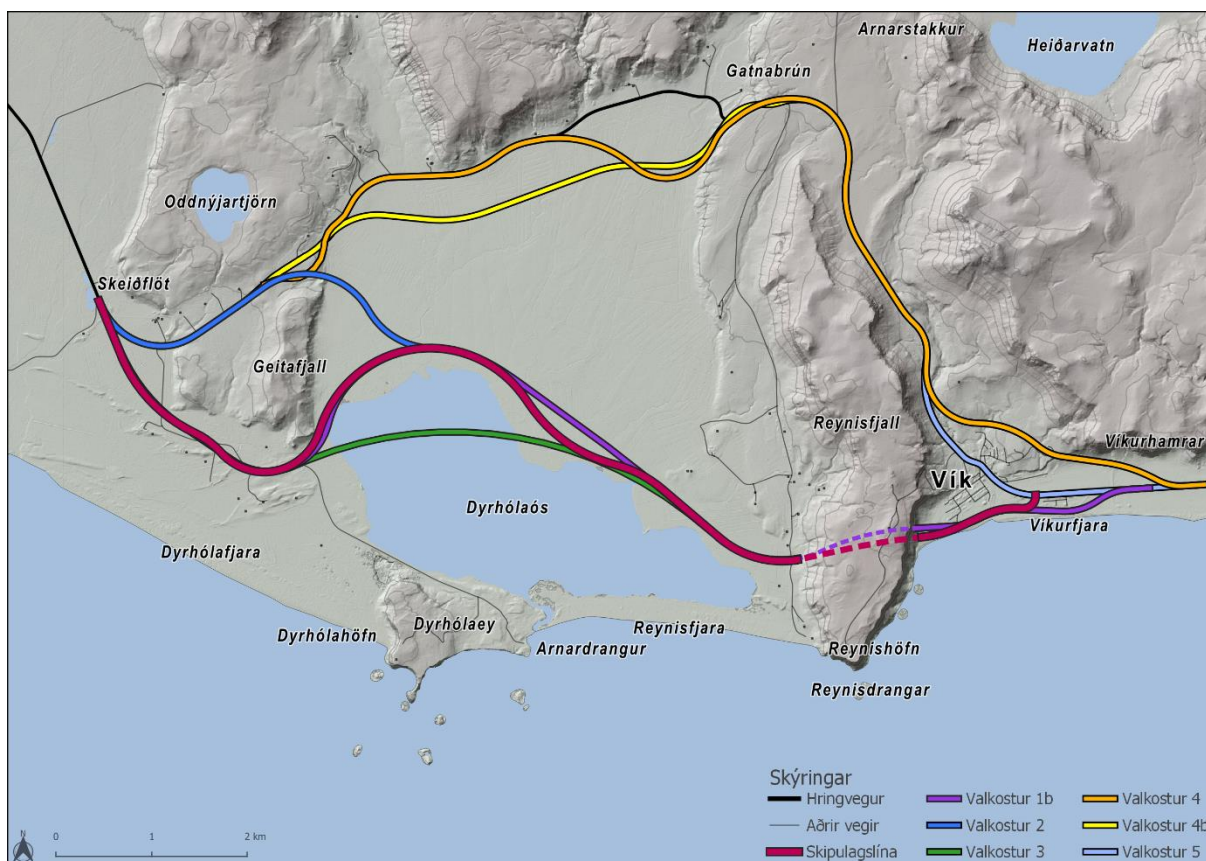 Arnarstakkur
Heiðarvatn
Gatnabrún
Oddnýjartjörn
Skeiðflöt
Geitafjall
Reynisfjall
Víkurhamrar
Vík
Dyrhólaós
Víkurfjara
Dyrhólafjara
Dyrhólaey
Reynisfjara
Dyrhólahöfn
Arnardrangur
Reynishöfn
Reynisdrangar
Skýringar
Hringvegur
Valkostur 1b
Valkostur 4
Aðrir vegir
Valkostur 2
Valkostur 4b
Skipulagslína
Valkostur 3
Valkostur 5
N
0 1 2 km